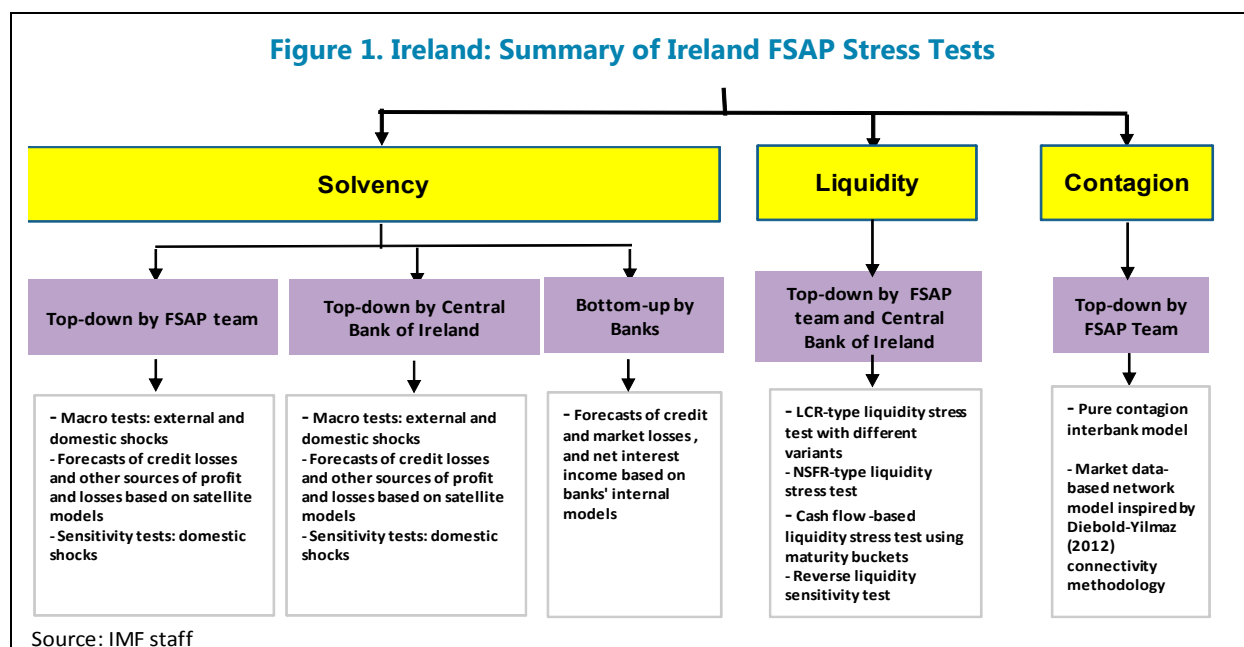 Figure 1. Ireland: Summary of Ireland FSAP Stress Tests
Solvency
Liquidity
Contagion
Top-down by FSAP team
Top-down by Central
Bank of Ireland
Bottom-up by
Banks
Top-down by FSAP
team and Central
Bank of Ireland
Top-down by
FSAP Team
- Macro tests: external and
domestic shocks
- Forecasts of credit losses
and other sources of profit
and losses based on satellite
models
- Sensitivity tests: domestic
shocks
- Macro tests: external and
domestic shocks
- Forecasts of credit losses
and other sources of profit
and losses based on satellite
models
- Sensitivity tests: domestic
shocks
- Forecasts of credit
and market losses ,
and net interest
income based on
banks' internal
models
- LCR-type liquidity stress
test with different
variants
- NSFR-type liquidity
stress test
- Cash flow -based
liquidity stress test using
maturity buckets
- Reverse liquidity
sensitivity test
- Pure contagion
interbank model
- Market data-
based network
model inspired by
Diebold-Yilmaz
(2012)
connectivity
methodology
Source: IMF staff